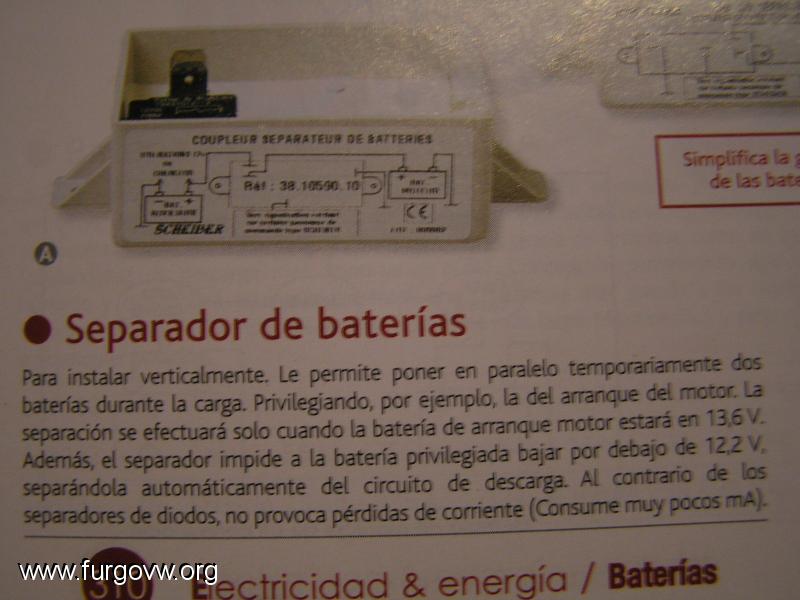 COUPLEUR SEPARATEUR DE BATTERIES
Réf : 38.10590.10
SCHEIBER
CE
Simplifica la
de las
A
Separador de baterías
Para instalar verticalmente. Le permite poner en paralelo temporariamente dos
baterías durante la carga. Privilegiando, por ejemplo, la del arranque del motor. La
separación se efectuará solo cuando la batería de arranque motor estará en 13,6 V.
Además, el separador impide a la batería privilegiada bajar por debajo de 12,2 V,
separándola automáticamente del circuito de descarga. Al contrario de los
separadores de diodos, no provoca pérdidas de corriente (Consume muy pocos mA).
310 Electricidad & energía / Baterías
www.furgovw.org